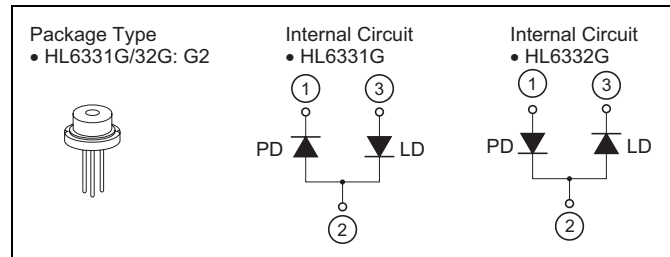 Package Type
• HL6331G/32G: G2
Internal Circuit
• HL6331G
1
3
PD
LD
2
Internal Circuit
• HL6332G
1
3
PD
LD
2